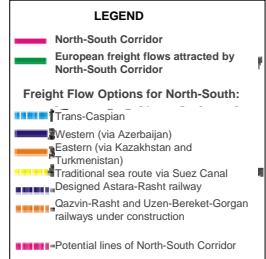 LEGEND
North-South Corridor
European freight flows attracted by
North-South Corridor
Freight Flow Options for North-South:
Trans-Caspian
Western (via Azerbaijan)
Eastern (via Kazakhstan and
Turkmenistan)
Traditional sea route via Suez Canal
Designed Astara-Rasht railway
Qazvin-Rasht and Uzen-Bereket-Gorgan
railways under construction
Potential lines of North-South Corridor